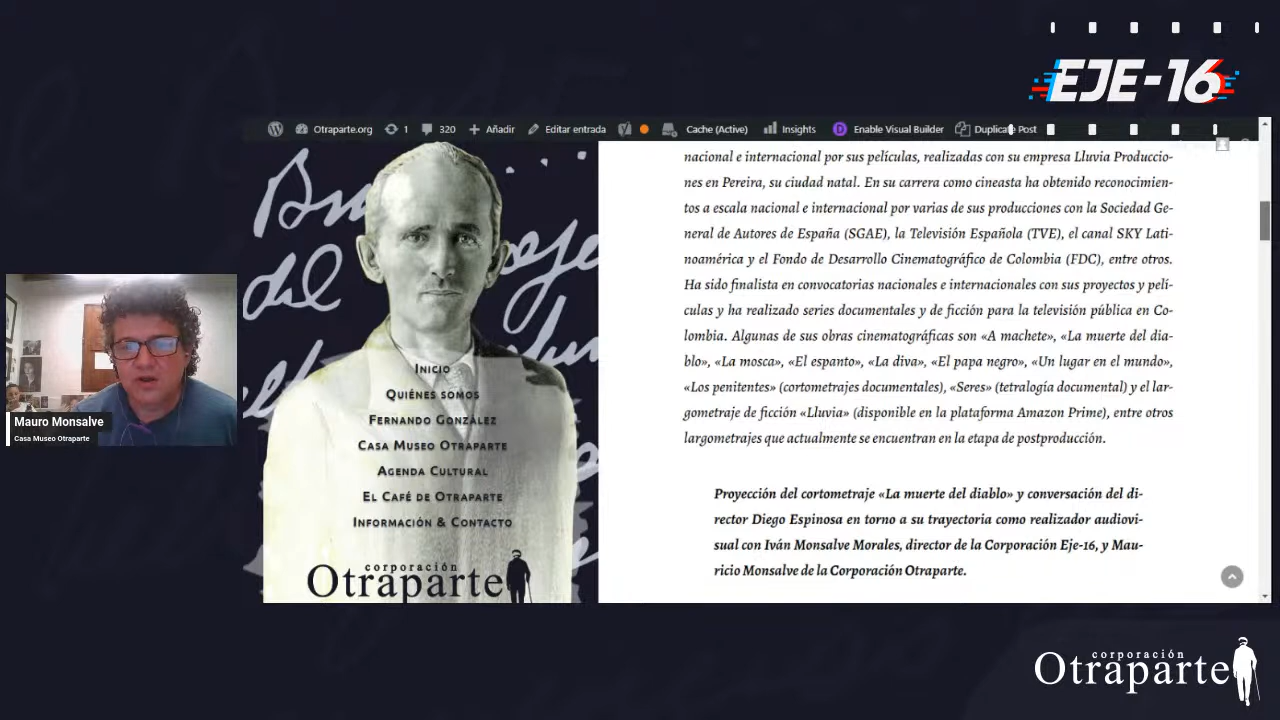 EJE-16
Otraparte.org
1
320
Añadir
Editar entrada
Cache (Active)
Insights
Enable Visual Builder
Duplicate Post
nacional e internacional por sus películas, realizadas con su empresa Lluvia Produccio-
nes en Pereira, su ciudad natal. En su carrera como cineasta ha obtenido reconocimien-
tos a escala nacional e internacional por varias de sus producciones con la Sociedad Ge-
neral de Autores de España (SGAE), la Televisión Española (TVE), el canal SKY Lati-
noamérica y el Fondo de Desarrollo Cinematográfico de Colombia (FDC), entre otros.
Ha sido finalista en convocatorias nacionales e internacionales con sus proyectos y pelí-
culas y ha realizado series documentales y de ficción para la televisión pública en Co-
lombia. Algunas de sus obras cinematográficas son «A machete», «La muerte del dia-
blo», «La mosca», «El espanto», «La diva», «El papa negro», «Un lugar en el mundo»,
«Los penitentes» (cortometrajes documentales), «Seres» (tetralogía documental) y el lar-
gometraje de ficción «Lluvia» (disponible en la plataforma Amazon Prime), entre otros
largometrajes que actualmente se encuentran en la etapa de postproducción.
Proyección del cortometraje «La muerte del diablo» y conversación del di-
rector Diego Espinosa en torno a su trayectoria como realizador audiovi-
sual con Iván Monsalve Morales, director de la Corporación Eje-16, y Mau-
ricio Monsalve de la Corporación Otraparte.
Inicio
Quiénes somos
Fernando González
Casa Museo Otraparte
Agenda Cultural
El Café de Otraparte
Información & Contacto
corporación
Otraparte
Mauro Monsalve
Casa Museo Otraparte
corporación
Otraparte